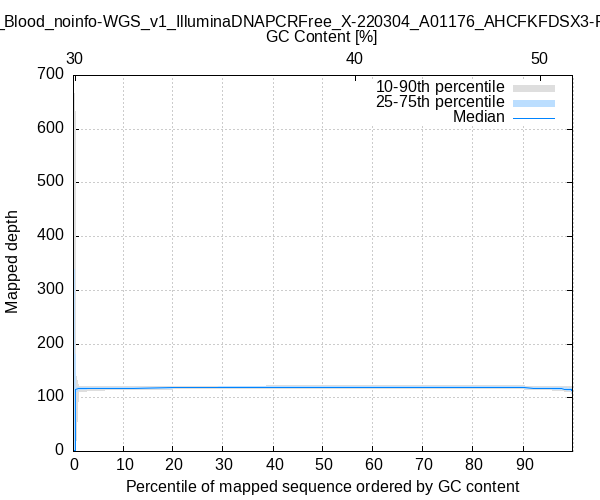 _Blood_noinfo-WGS_v1_IlluminaDNAPCRFree_X-220304_A01176_AHCFKFDSX3-F
GC Content [%]
30 40 50
700
10-90th percentile
25-75th percentile
Median
600
500
400
300
200
100
0
Mapped depth
0 10 20 30 40 50 60 70 80 90
Percentile of mapped sequence ordered by GC content